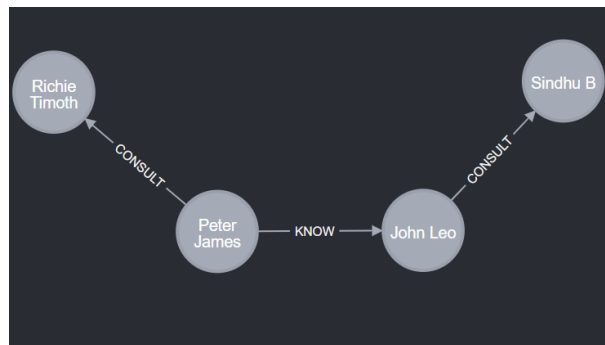 Richie
Timoth
Sindhu B
CONSULT
CONSULT
Peter
James
KNOW
John Leo